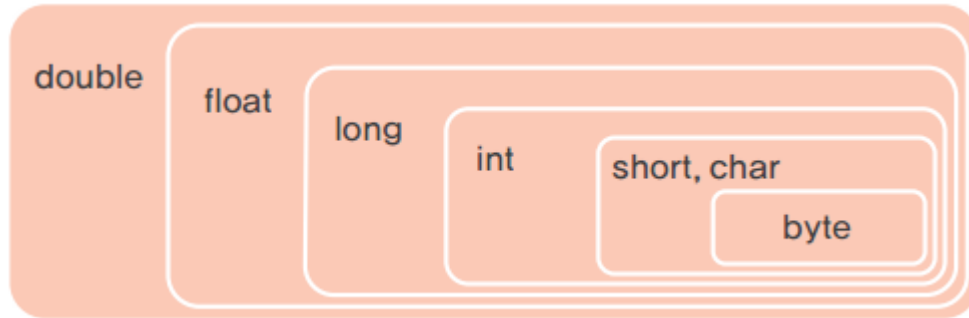 double
float
long
int
short, char
byte